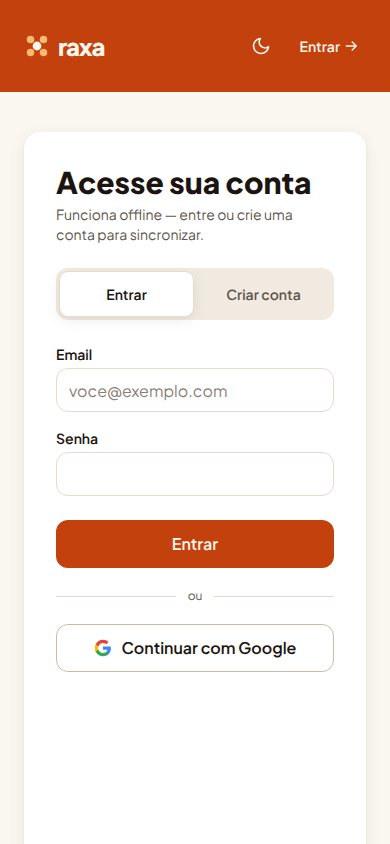 raxa
Entrar →
Acesse sua conta
Funciona offline — entre ou crie uma
conta para sincronizar.
Entrar
Criar conta
Email
voce@exemplo.com
Senha
Entrar
ou
Continuar com Google